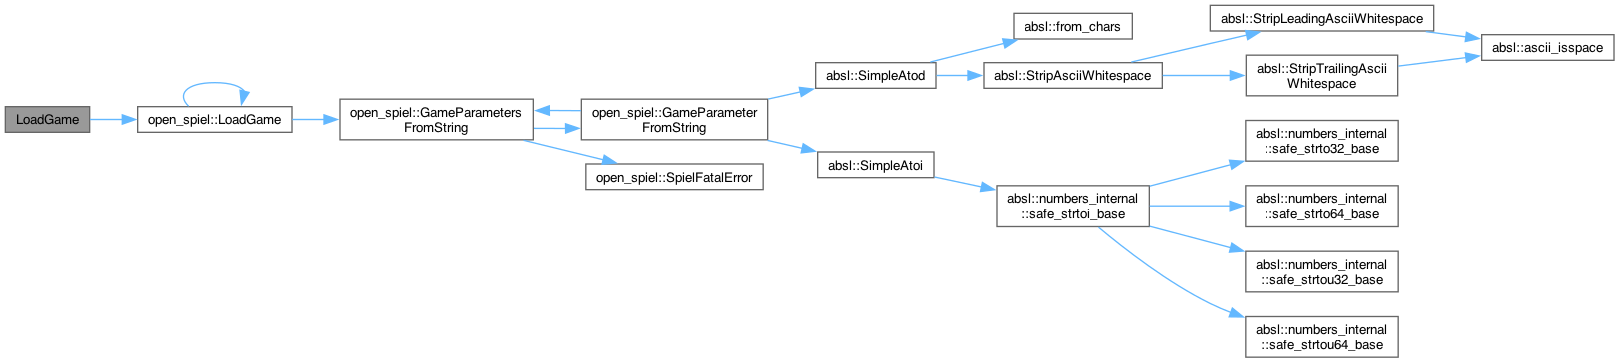 LoadGame
open_spiel::LoadGame
open_spiel::GameParameters
FromString
open_spiel::GameParameter
FromString
open_spiel::SpielFatalError
absl::SimpleAtod
absl::SimpleAtoi
absl::from_chars
absl::StripAsciiWhitespace
absl::numbers_internal
::safe_strtoi_base
absl::StripLeadingAsciiWhitespace
absl::StripTrailingAscii
Whitespace
absl::ascii_isspace
absl::numbers_internal
::safe_strto32_base
absl::numbers_internal
::safe_strto64_base
absl::numbers_internal
::safe_strtou32_base
absl::numbers_internal
::safe_strtou64_base